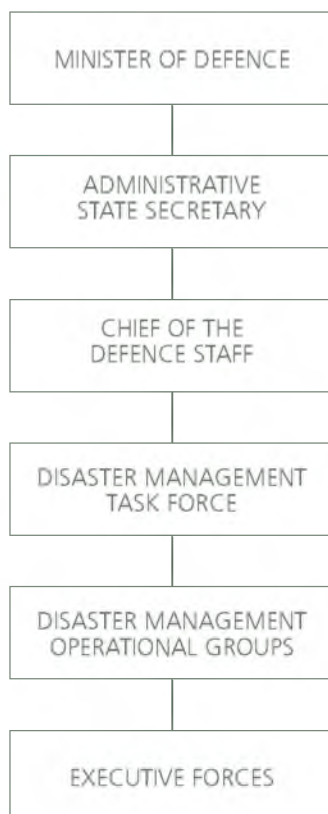 MINISTER OF DEFENCE
ADMINISTRATIVE
STATE SECRETARY
CHIEF OF THE
DEFENCE STAFF
DISASTER MANAGEMENT
TASK FORCE
DISASTER MANAGEMENT
OPERATIONAL GROUPS
EXECUTIVE FORCES